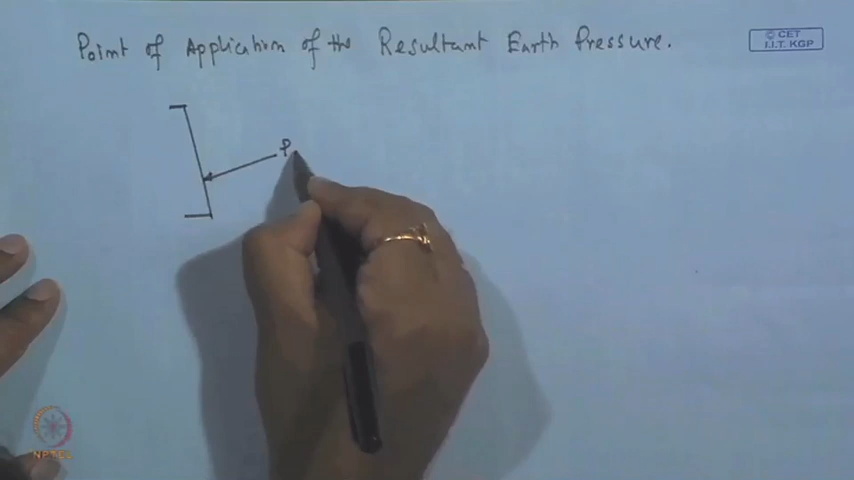 Point of Application of the Resultant Earth Pressure.
© CET
I.I.T. KGP
P
NPTEL